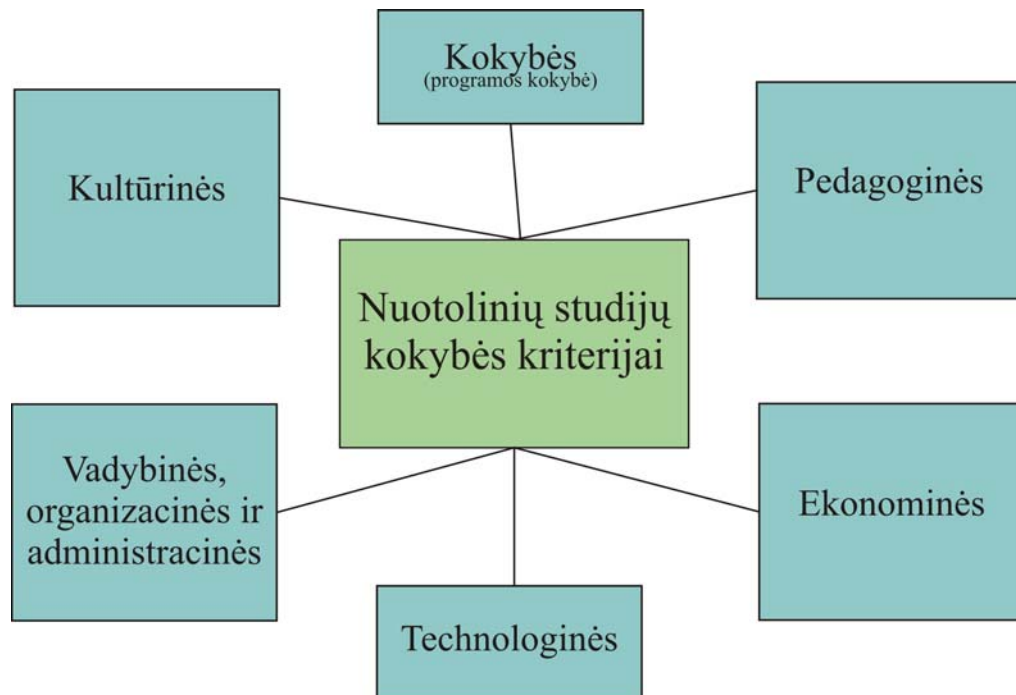 Kokybės
(programos kokybė)
Kultūrinės
Pedagoginės
Nuotolinių studijų
kokybės kriterijai
Vadybinės,
organizacinės ir
administracinės
Ekonominės
Technologinės